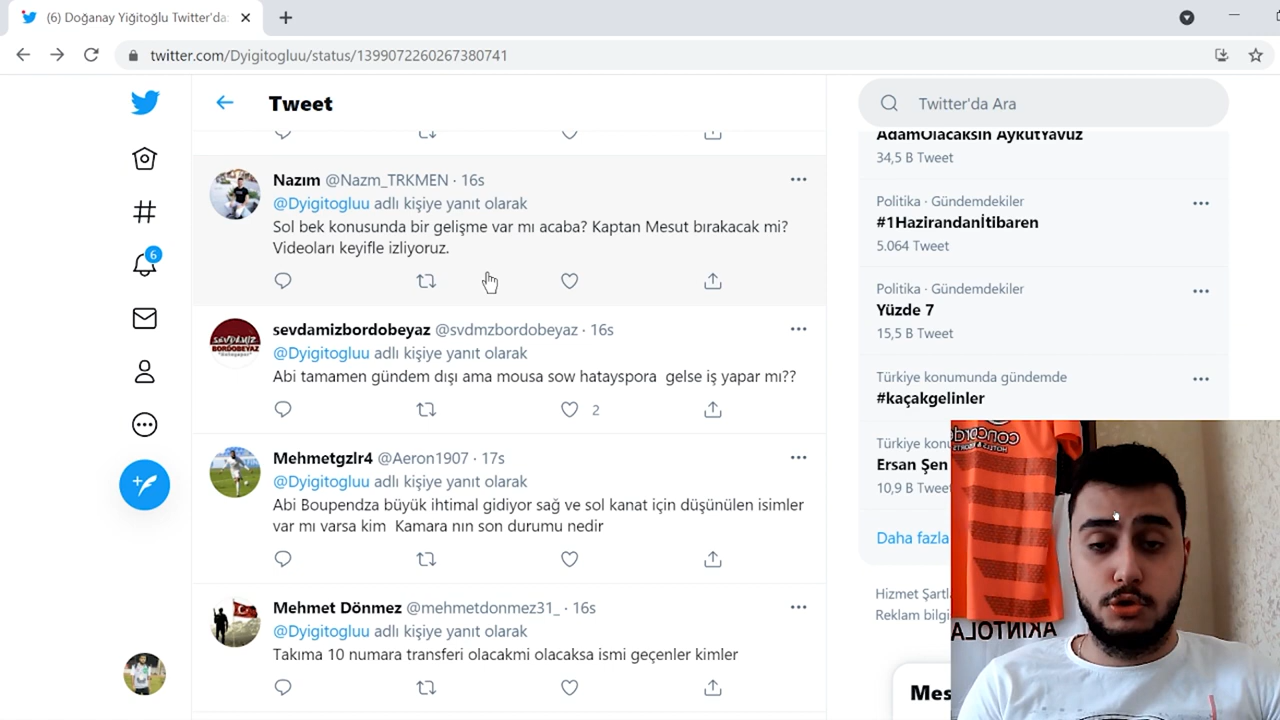 (6) Doğanay Yiğitoğlu Twitter'da:
twitter.com/Dyigitogluu/status/1399072260267380741
Tweet
Twitter'da Ara
Nazım @Nazm_TRKMEN · 16s
@Dyigitogluu adlı kişiye yanıt olarak
Sol bek konusunda bir gelişme var mı acaba? Kaptan Mesut bırakacak mi?
Videoları keyifle izliyoruz.
sevdamizbordobeyaz @svdmzbordobeyaz · 16s
@Dyigitogluu adlı kişiye yanıt olarak
Abi tamamen gündem dışı ama mousa sow hatayspora gelse iş yapar mı??
2
Mehmetgzlr4 @Aeron1907 · 17s
@Dyigitogluu adlı kişiye yanıt olarak
Abi Boupendza büyük ihtimal gidiyor sağ ve sol kanat için düşünülen isimler
var mı varsa kim Kamara nın son durumu nedir
Mehmet Dönmez @mehmetdonmez31_ · 16s
@Dyigitogluu adlı kişiye yanıt olarak
Takıma 10 numara transferi olacakmi olacaksa ismi geçenler kimler
6
AdamOlacaksın AykutYavuz
34,5 B Tweet
Politika · Gündemdekiler
#1Hazirandanİtibaren
5.064 Tweet
Politika · Gündemdekiler
Yüzde 7
15,5 B Tweet
Türkiye konumunda gündemde
#kaçakgelinler
Türkiye konu
Ersan Şen
10,9 B Tweet
Daha fazla
Hizmet Şartla
Reklam bilgi
Mes
AKINTOLA